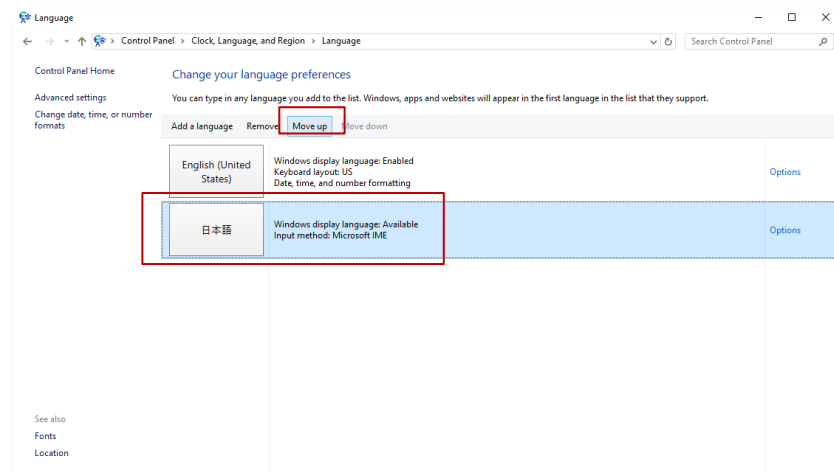 Language
Control Panel > Clock, Language, and Region > Language
Search Control Panel
Control Panel Home
Advanced settings
Change date, time, or number
formats
Change your language preferences
You can type in any language you add to the list. Windows, apps and websites will appear in the first language in the list that they support.
Add a language Remove Move up Move down
English (United
States)
Windows display language: Enabled
Keyboard layout: US
Date, time, and number formatting
Options
日本語
Windows display language: Available
Input method: Microsoft IME
Options
See also
Fonts
Location